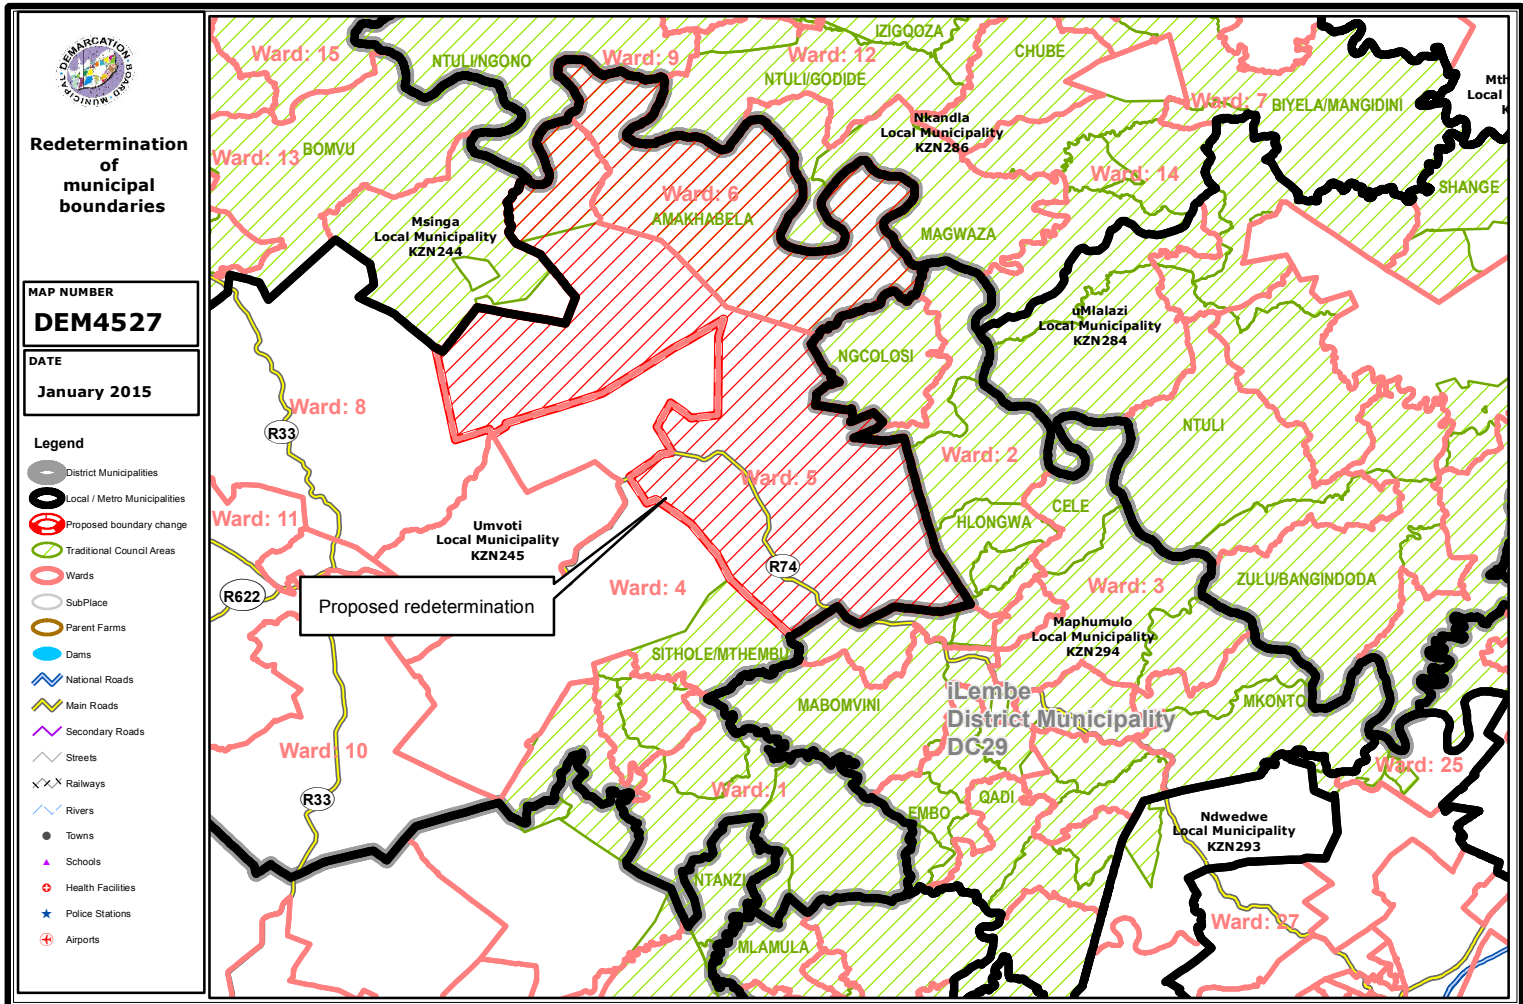 DEMARCATION BOARD MUNICIPAL
Redetermination
of
municipal
boundaries
MAP NUMBER
DEM4527
DATE
January 2015
Legend
District Municipalities
Local / Metro Municipalities
Proposed boundary change
Traditional Council Areas
Wards
SubPlace
Parent Farms
Dams
National Roads
Main Roads
Secondary Roads
Streets
Railways
Rivers
Towns
Schools
Health Facilities
Police Stations
Airports
Ward: 15
NTULI/NGONO
Ward: 9
IZIGQOZA
Ward: 12
NTULI/GODIDE
CHUBE
Mth
Local
K
Ward: 7
BIYELA/MANGIDINI
Nkandla
Local Municipality
KZN286
Ward: 13
BOMVU
Ward: 14
SHANGE
Ward: 6
AMAKHABELA
Msinga
Local Municipality
KZN244
MAGWAZA
uMlalazi
Local Municipality
KZN284
NGCOLOSI
Ward: 8
R33
NTULI
Ward: 2
Ward: 5
CELE
HLONGWA
Ward: 11
Umvoti
Local Municipality
KZN245
R74
R622
Proposed redetermination
Ward: 4
Ward: 3
ZULU/BANGINDODA
Maphumulo
Local Municipality
KZN294
SITHOLE/MTHEMBU
MABOMVINI
iLembe
District Municipality
DC29
MKONTO
Ward: 10
Ward: 25
R33
Ward: 1
EMBO
QADI
Ndwedwe
Local Municipality
KZN293
NTANZI
Ward: 27
MLAMULA